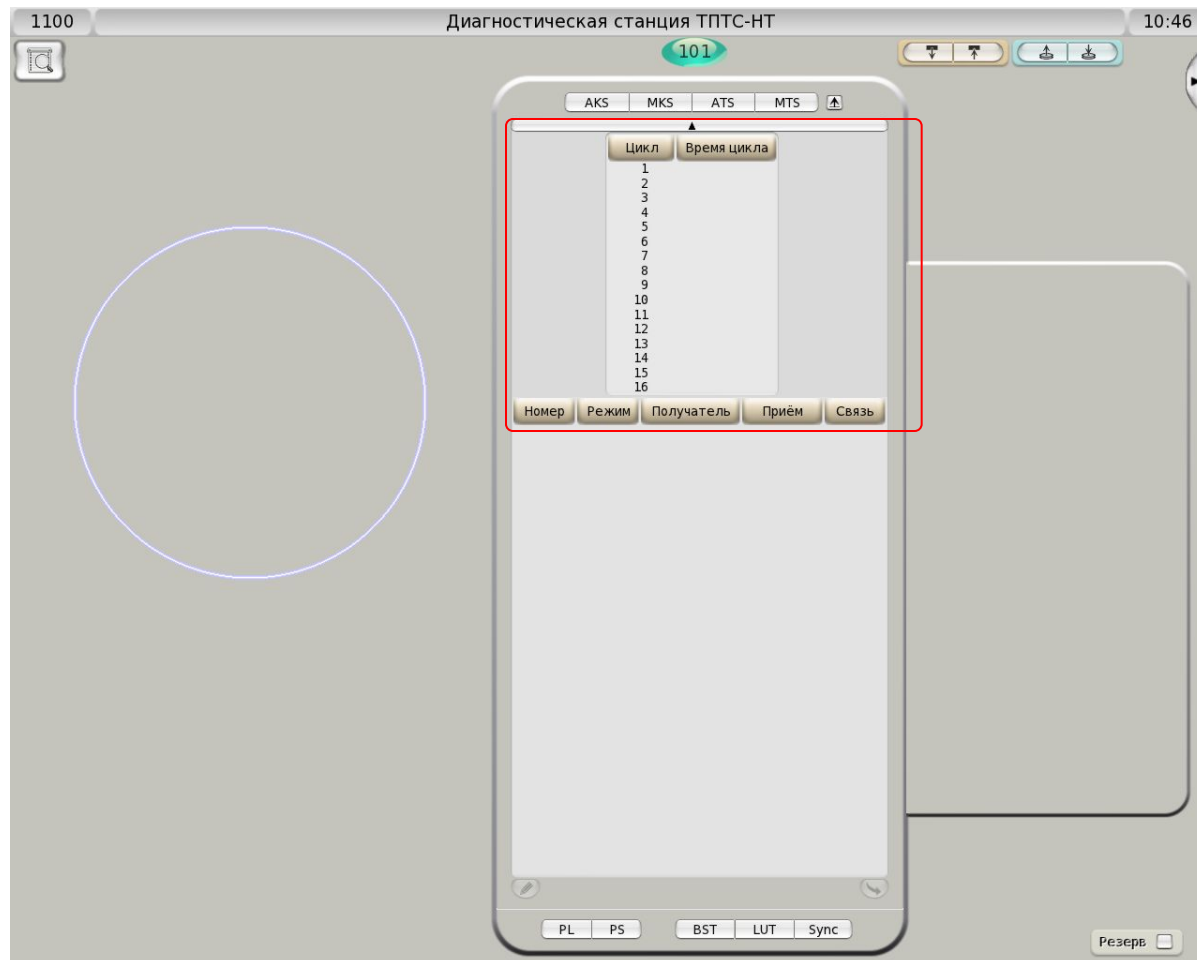 1100 Диагностическая станция ТПТС-НТ 10:46
101
AKS MKS ATS MTS
Цикл Время цикла
1
2
3
4
5
6
7
8
9
10
11
12
13
14
15
16
Номер Режим Получатель Приём Связь
PL PS BST LUT Sync
Резерв